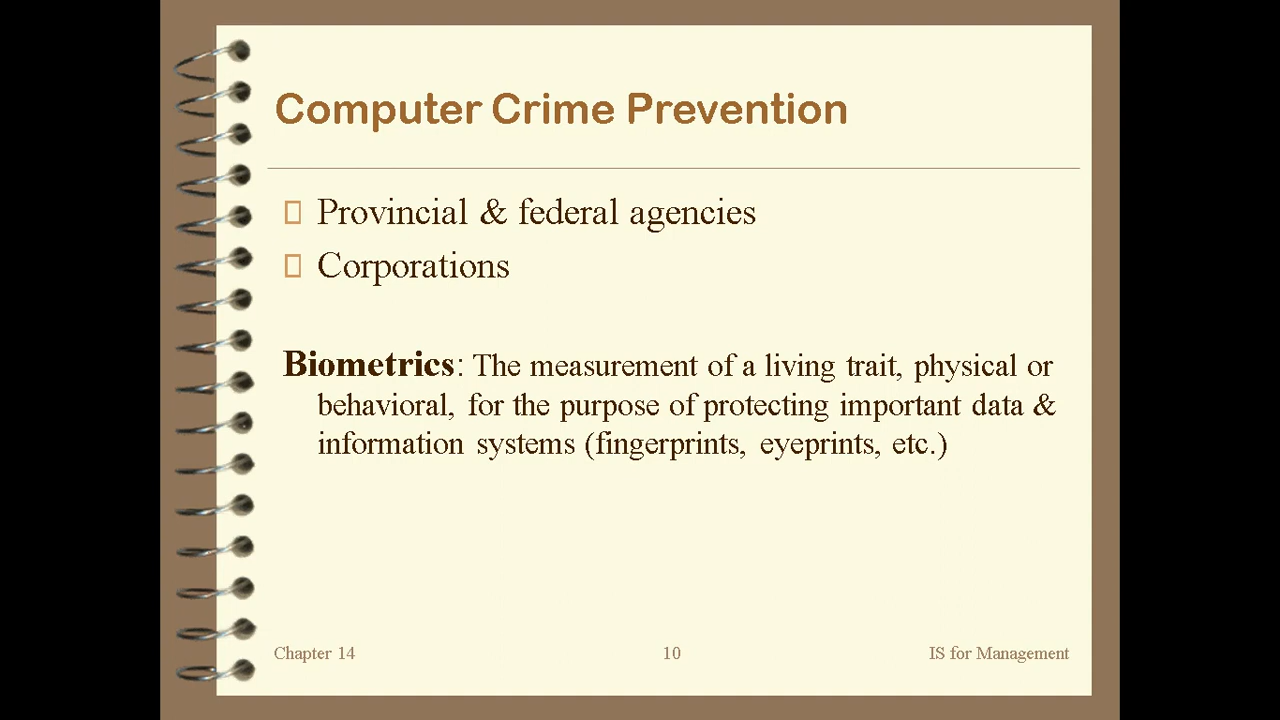 Computer Crime Prevention
Provincial & federal agencies
Corporations
Biometrics: The measurement of a living trait, physical or
behavioral, for the purpose of protecting important data &
information systems (fingerprints, eyeprints, etc.)
Chapter 14
10
IS for Management